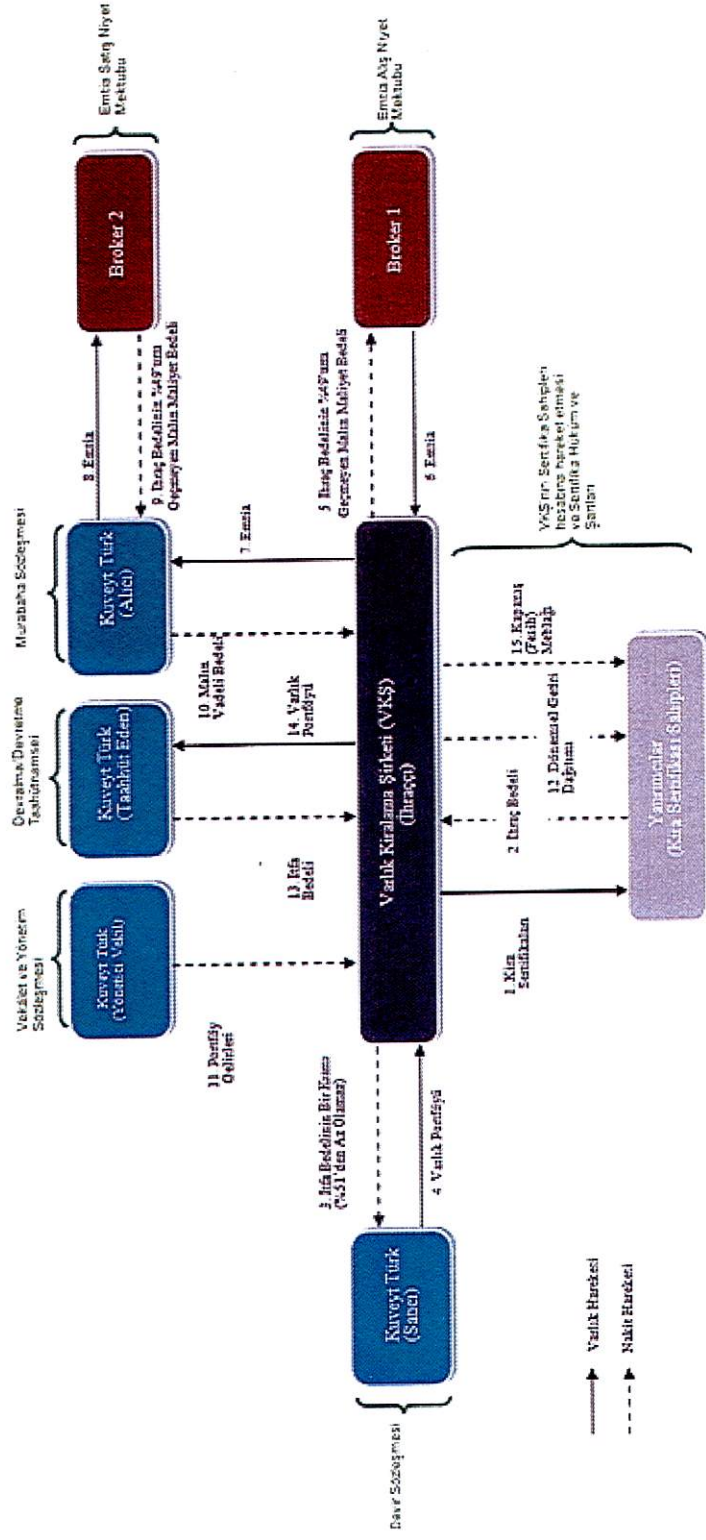 Vekâlet ve Yönetim
Sözleşmesi
Devralma/Devretme
Taahhütnamesi
Murabaha Sözleşmesi
Emtia Satış Niyet
Mektubu
Kuveyt Türk
(Yönetici Vekil)
Kuveyt Türk
(Taahhüt Eden)
Kuveyt Türk
(Alıcı)
8. Emtia
9. İhraç Bedelinin %49'unu
Geçmeyen Malın Maliyet Bedeli
Broker 2
11. Portföy
Gelirleri
13. İtfa
Bedeli
14. Varlık
Portföyü
10. Malın
Vadeli Bedeli
7. Emtia
Devir Sözleşmesi
Kuveyt Türk
(Satıcı)
3. İtfa Bedelinin Bir Kısmı
(%51'den Az Olamaz)
4. Varlık Portföyü
Varlık Kiralama Şirketi (VKŞ)
(İhraççı)
5. İhraç Bedelinin %49'unu
Geçmeyen Malın Maliyet Bedeli
6. Emtia
Broker 1
Emtia Alış Niyet
Mektubu
1. Kira
Sertifikaları
2. İhraç Bedeli
12. Dönemsel Getiri
Dağıtımı
15. Kapanış
(Fesih)
Meblağı
VKŞ'nin Sertifika Sahipleri
hesabına hareket etmesi
ve Sertifika Hüküm ve
Şartları
Yatırımcılar
(Kira Sertifikası Sahipleri)
Varlık Hareketi
Nakit Hareketi